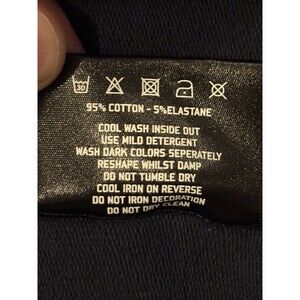 30
95% COTTON - 5% ELASTANE
COOL WASH INSIDE OUT
USE MILD DETERGENT
WASH DARK COLORS SEPERATELY
RESHAPE WHILST DAMP
DO NOT TUMBLE DRY
COOL IRON ON REVERSE
DO NOT IRON DECORATION
DO NOT DRY CLEAN